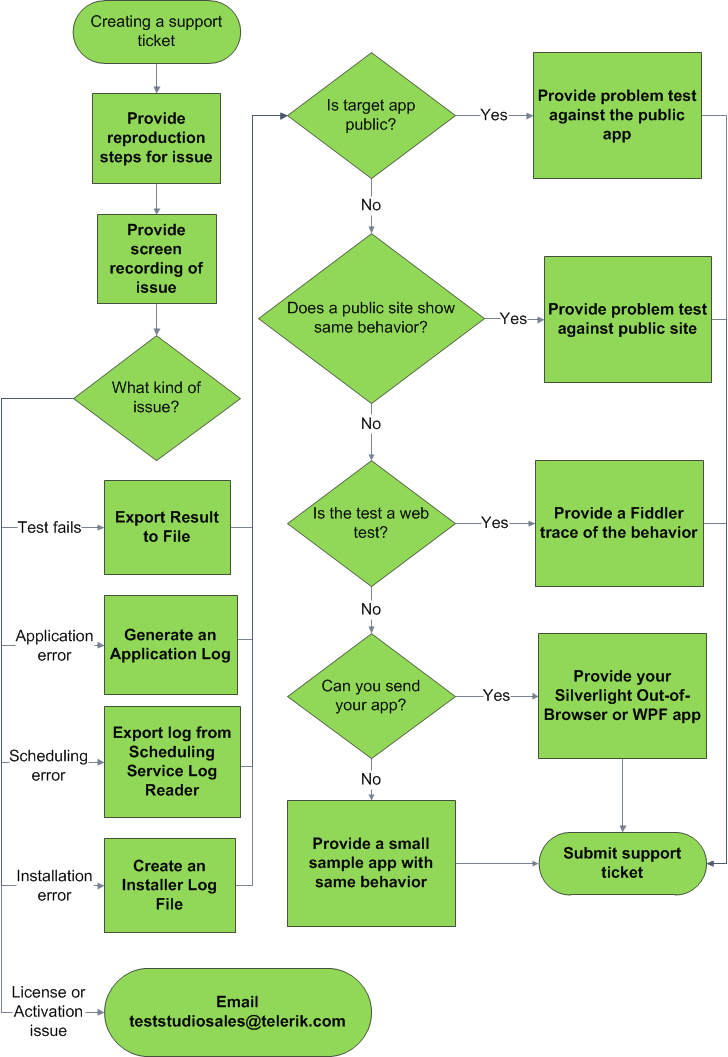 Creating a support
ticket
Provide
reproduction
steps for issue
Provide
screen
recording of
issue
What kind of
issue?
Test fails
Export Result
to File
Application
error
Generate an
Application Log
Scheduling
error
Export log from
Scheduling
Service Log
Reader
Installation
error
Create an
Installer Log
File
License or
Activation
issue
Email
teststudiosales@telerik.com
Is target app
public?
Yes
Provide problem test
against the public
app
No
Does a public site show
same behavior?
Yes
Provide problem test
against public site
No
Is the test a web
test?
Yes
Provide a Fiddler
trace of the behavior
No
Can you send
your app?
Yes
Provide your
Silverlight Out-of-
Browser or WPF app
No
Provide a small
sample app with
same behavior
Submit support
ticket